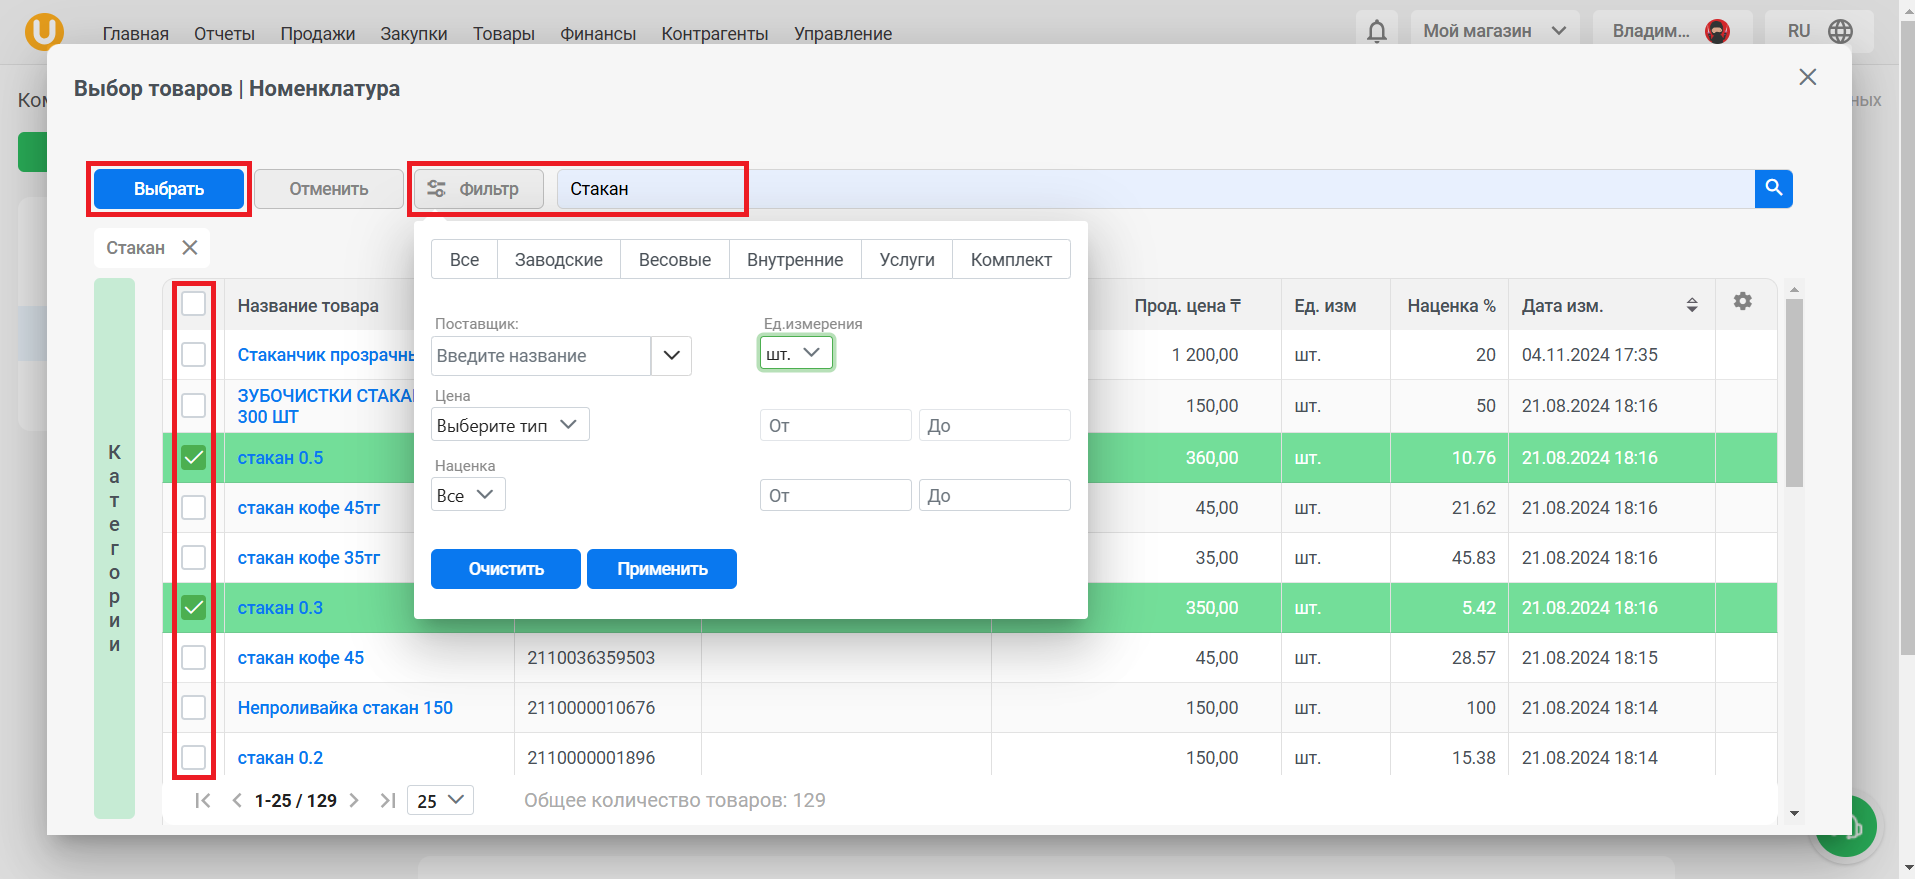 U
Главная Отчеты Продажи Закупки Товары Финансы Контрагенты Управление
Мой магазин
Владим...
RU
Ком
ных
Выбор товаров | Номенклатура
Выбрать Отменить Фильтр Стакан
Стакан
Категории
Все Заводские Весовые Внутренние Услуги Комплект
Поставщик: Ед.измерения
Введите название шт.
Цена
Выберите тип От До
Наценка
Все От До
Очистить Применить
Название товара Прод. цена ₸ Ед. изм Наценка % Дата изм.
Стаканчик прозрачны 1 200,00 шт. 20 04.11.2024 17:35
ЗУБОЧИСТКИ СТАКА
300 ШТ 150,00 шт. 50 21.08.2024 18:16
стакан 0.5 360,00 шт. 10.76 21.08.2024 18:16
стакан кофе 45тг 45,00 шт. 21.62 21.08.2024 18:16
стакан кофе 35тг 35,00 шт. 45.83 21.08.2024 18:16
стакан 0.3 350,00 шт. 5.42 21.08.2024 18:16
стакан кофе 45 2110036359503 45,00 шт. 28.57 21.08.2024 18:15
Непроливайка стакан 150 2110000010676 150,00 шт. 100 21.08.2024 18:14
стакан 0.2 2110000001896 150,00 шт. 15.38 21.08.2024 18:14
1-25 / 129 25 Общее количество товаров: 129